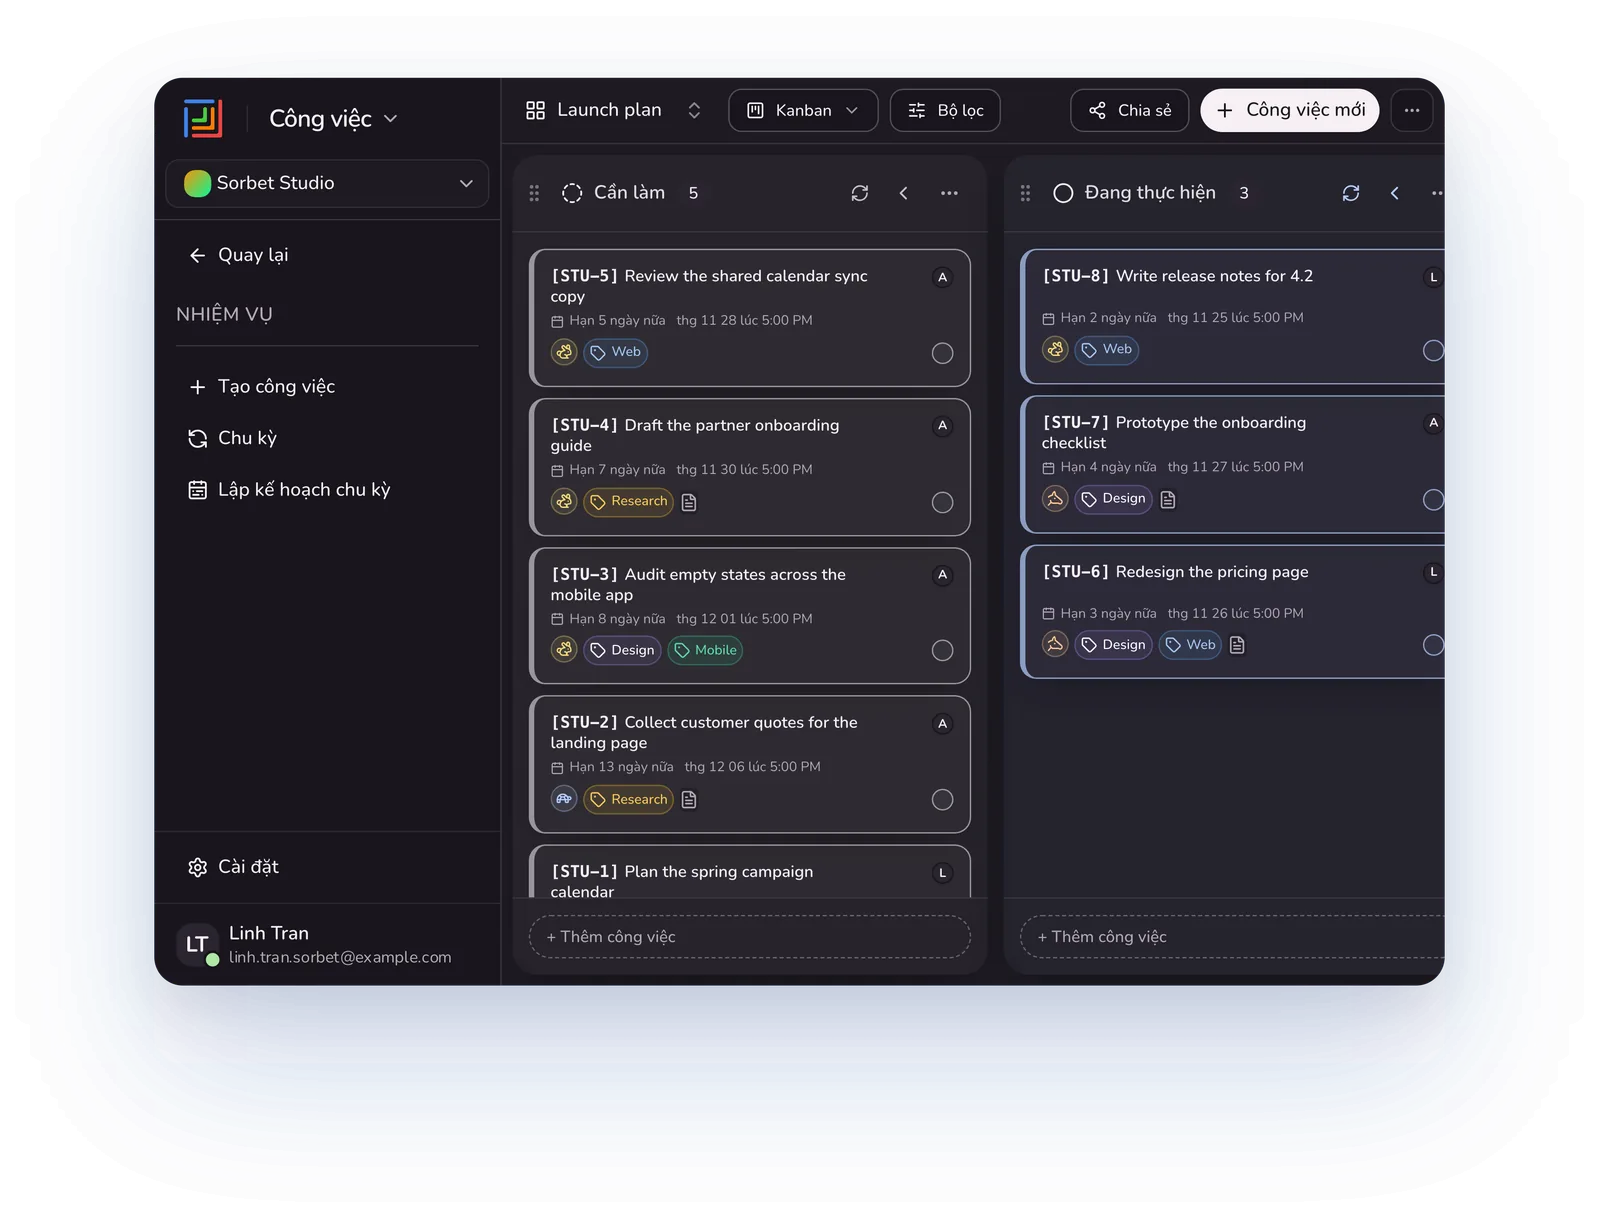 Công việc
Sorbet Studio
Quay lại
NHIỆM VỤ
Tạo công việc
Chu kỳ
Lập kế hoạch chu kỳ
Cài đặt
LT
Linh Tran
linh.tran.sorbet@example.com
Launch plan
Kanban
Bộ lọc
Chia sẻ
Công việc mới
Cần làm 5
[STU-5] Review the shared calendar sync
copy
A
Hạn 5 ngày nữa thg 11 28 lúc 5:00 PM
Web
[STU-4] Draft the partner onboarding
guide
A
Hạn 7 ngày nữa thg 11 30 lúc 5:00 PM
Research
[STU-3] Audit empty states across the
mobile app
A
Hạn 8 ngày nữa thg 12 01 lúc 5:00 PM
Design Mobile
[STU-2] Collect customer quotes for the
landing page
A
Hạn 13 ngày nữa thg 12 06 lúc 5:00 PM
Research
[STU-1] Plan the spring campaign
calendar
L
+ Thêm công việc
Đang thực hiện 3
[STU-8] Write release notes for 4.2
L
Hạn 2 ngày nữa thg 11 25 lúc 5:00 PM
Web
[STU-7] Prototype the onboarding
checklist
A
Hạn 4 ngày nữa thg 11 27 lúc 5:00 PM
Design
[STU-6] Redesign the pricing page
L
Hạn 3 ngày nữa thg 11 26 lúc 5:00 PM
Design Web
+ Thêm công việc